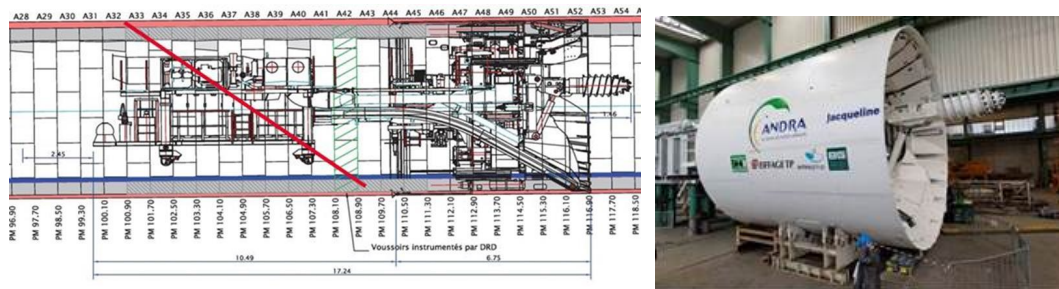 A28 A29 A30 A31 A32 A33 A34 A35 A36 A37 A38 A39 A40 A41 A42 A43 A44 A45 A46 A47 A48 A49 A50 A51 A52 A53 A54
1.46
2.45
PM 96.90 PM 97.70 PM 98.50 PM 99.30 PM 100.10 PM 100.90 PM 101.70 PM 102.50 PM 103.30 PM 104.10 PM 104.90 PM 105.70 PM 106.50 PM 107.30 PM 108.10 PM 108.90 PM 109.70 PM 110.50 PM 111.30 PM 112.10 PM 112.90 PM 113.70 PM 114.50 PM 115.30 PM 116.10 PM 116.90 PM 117.70 PM 118.50
Voussoirs instrumentés par DRD
10.49 6.75
17.24
ANDRA
Jacqueline
EIFFAGE TP